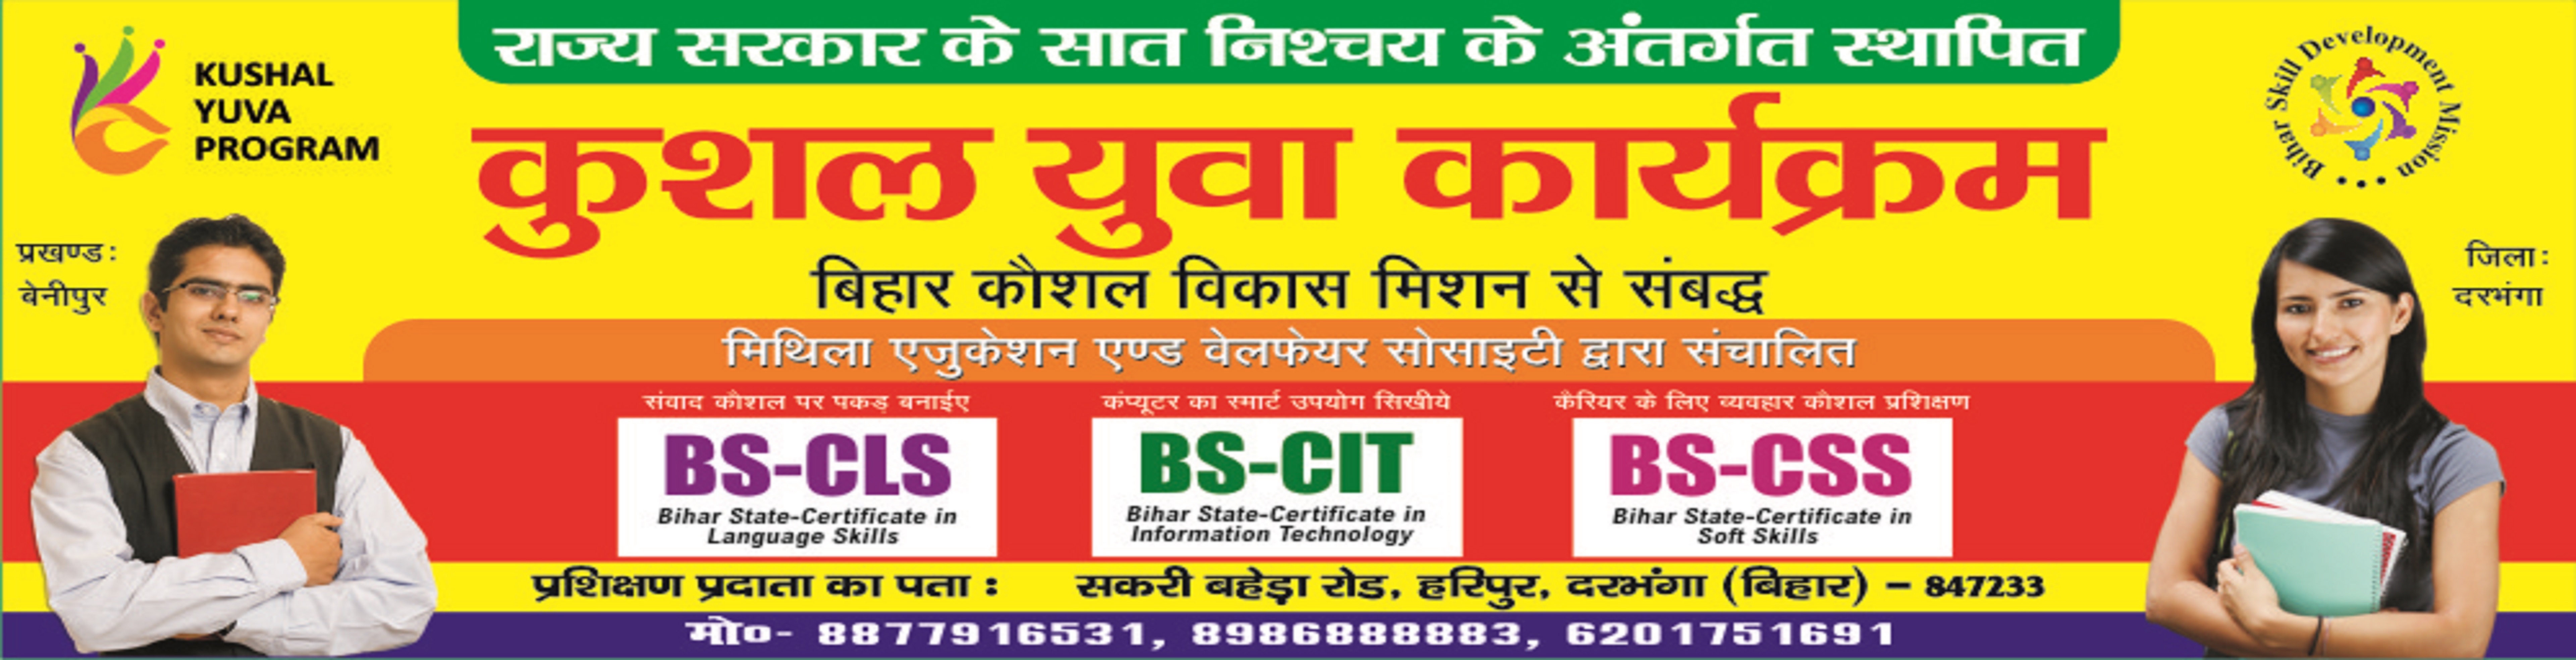 राज्य सरकार के सात निश्चय के अंतर्गत स्थापित
KUSHAL
YUVA
PROGRAM
Bihar Skill Development Mission
कुशल युवा कार्यक्रम
प्रखण्ड :
बेनीपुर
जिला :
दरभंगा
बिहार कौशल विकास मिशन से संबद्ध
मिथिला एजुकेशन एण्ड वेलफेयर सोसाइटी द्वारा संचालित
संवाद कौशल पर पकड़ बनाईए
BS-CLS
Bihar State-Certificate in
Language Skills
कंप्यूटर का स्मार्ट उपयोग सिखीये
BS-CIT
Bihar State-Certificate in
Information Technology
कॅरियर के लिए व्यवहार कौशल प्रशिक्षण
BS-CSS
Bihar State-Certificate in
Soft Skills
प्रशिक्षण प्रदाता का पता : सकरी बहेड़ा रोड, हरिपुर, दरभंगा (बिहार) – 847233
मो०- 8877916531, 8986888883, 6201751691